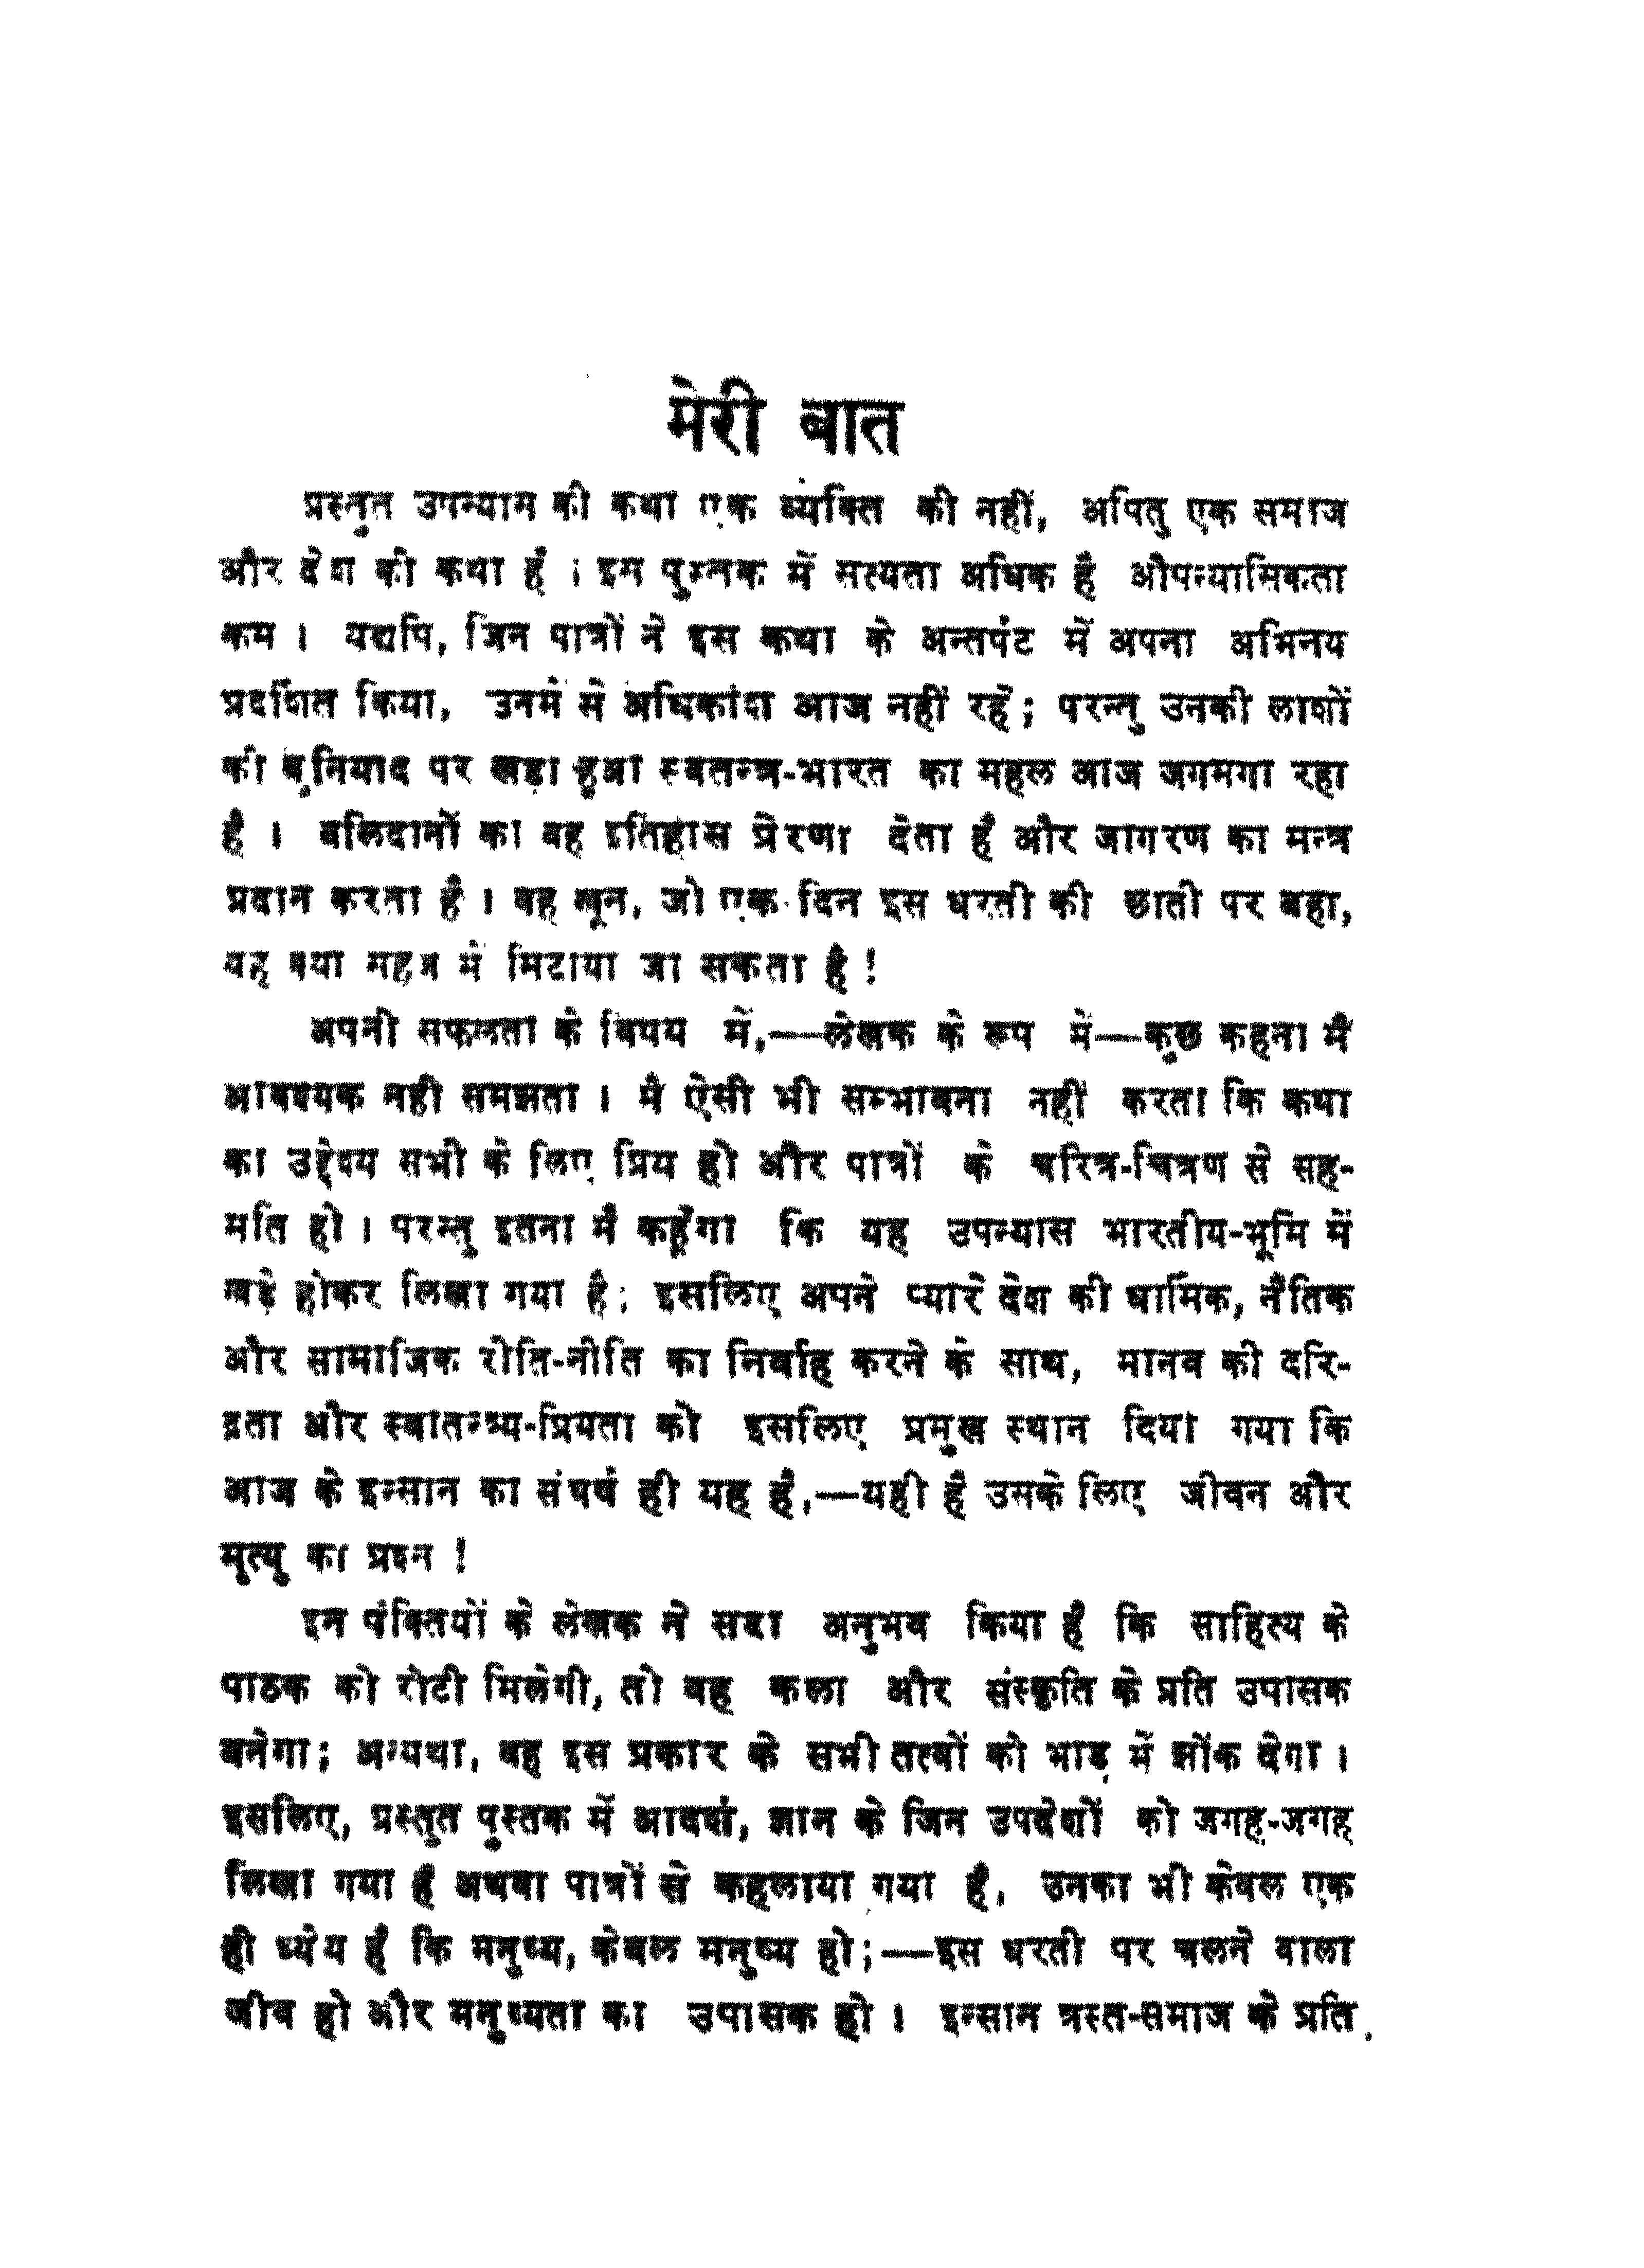 मेरी बात
प्रस्तुत उपन्यास की कथा एक व्यक्ति की नहीं, अपितु एक समाज
और देश की कथा है । इस पुस्तक में सत्यता अधिक है औपन्यासिकता
कम । यद्यपि, जिन पात्रों ने इस कथा के अन्तर्पट में अपना अभिनय
प्रदर्शित किया, उनमें से अधिकांश आज नहीं रहे; परन्तु उनकी लाशों
की बुनियाद पर खड़ा हुआ स्वतन्त्र-भारत का महल आज जगमगा रहा
है । बलिदानों का वह इतिहास प्रेरणा देता है और जागरण का मन्त्र
प्रदान करता है । वह खून, जो एक दिन इस धरती की छाती पर बहा,
वह क्या सहज में मिटाया जा सकता है !
अपनी सफलता के विषय में,—लेखक के रूप में—कुछ कहना मैं
आवश्यक नहीं समझता । मैं ऐसी भी सम्भावना नहीं करता कि कथा
का उद्देश्य सभी के लिए प्रिय हो और पात्रों के चरित्र-चित्रण से सह-
मति हो । परन्तु इतना मैं कहूँगा कि यह उपन्यास भारतीय-भूमि में
खड़े होकर लिखा गया है; इसलिए अपने प्यारे देश की धार्मिक, नैतिक
और सामाजिक रीति-नीति का निर्वाह करने के साथ, मानव की दरि-
द्रता और स्वातन्त्र्य-प्रियता को इसलिए प्रमुख स्थान दिया गया कि
आज के इन्सान का संघर्ष ही यह है,—यही है उसके लिए जीवन और
मृत्यु का प्रश्न !
इन पंक्तियों के लेखक ने सदा अनुभव किया है कि साहित्य के
पाठक को रोटी मिलेगी, तो वह कला और संस्कृति के प्रति उपासक
बनेगा; अन्यथा, वह इस प्रकार के सभी तत्वों को भाड़ में झोंक देगा ।
इसलिए, प्रस्तुत पुस्तक में आदर्श, ज्ञान के जिन उपदेशों को जगह-जगह
लिखा गया है अथवा पात्रों से कहलाया गया है, उनका भी केवल एक
ही ध्येय है कि मनुष्य, केवल मनुष्य हो;—इस धरती पर चलने वाला
जीव हो और मनुष्यता का उपासक हो । इन्सान त्रस्त-समाज के प्रति